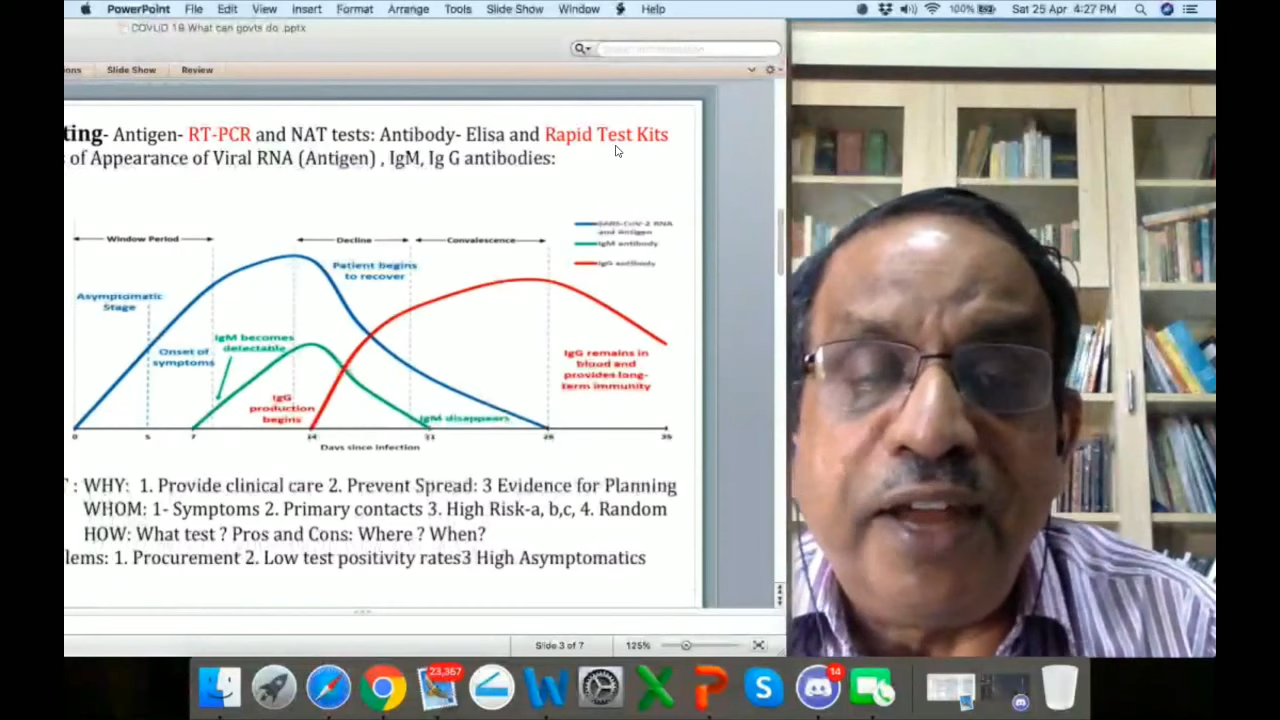 PowerPoint File Edit View Insert Format Arrange Tools Slide Show Window Help 100% Sat 25 Apr 4:27 PM
COVID 19 What can govts do .pptx
ons Slide Show Review
ting- Antigen- RT-PCR and NAT tests: Antibody- Elisa and Rapid Test Kits
s of Appearance of Viral RNA (Antigen) , IgM, Ig G antibodies:
SARS-CoV-2 RNA
and Antigen
IgM antibody
IgG antibody
Window Period
Decline
Convalescence
Patient begins
to recover
Asymptomatic
Stage
Onset of
symptoms
IgM becomes
detectable
IgG
production
begins
IgM disappears
IgG remains in
blood and
provides long-
term immunity
0 5 7 14 21 28 35
Days since infection
: WHY: 1. Provide clinical care 2. Prevent Spread: 3 Evidence for Planning
WHOM: 1- Symptoms 2. Primary contacts 3. High Risk-a, b,c, 4. Random
HOW: What test ? Pros and Cons: Where ? When?
lems: 1. Procurement 2. Low test positivity rates3 High Asymptomatics
Slide 3 of 7 125%
23,367
14